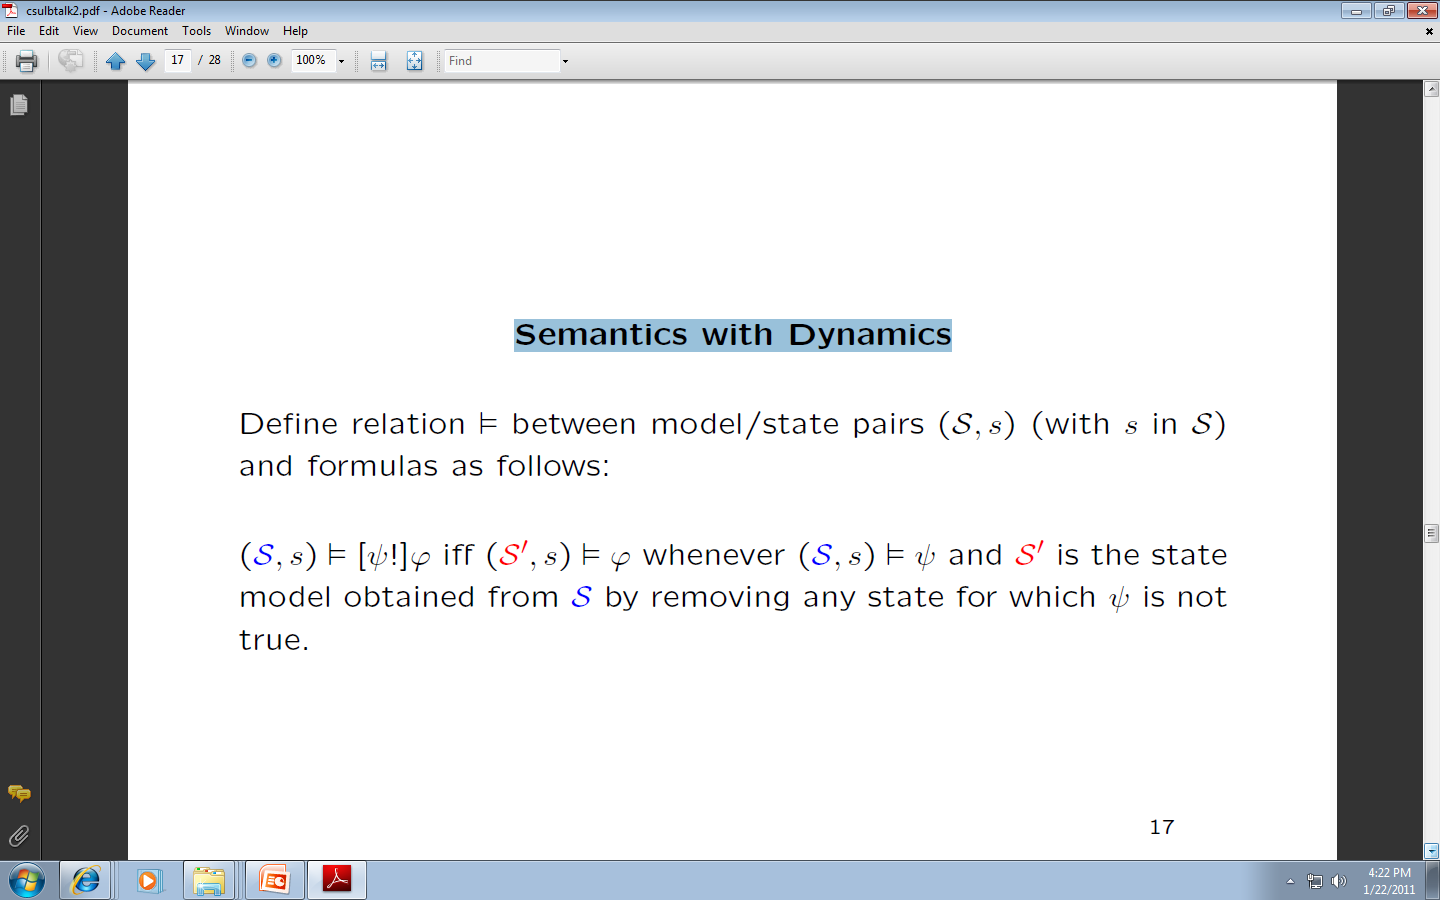 csulbtalk2.pdf - Adobe Reader
File Edit View Document Tools Window Help
17 / 28 100% Find
Semantics with Dynamics
Define relation ⊨ between model/state pairs (𝒮, s) (with s in 𝒮)
and formulas as follows:
(𝒮, s) ⊨ [ψ!]φ iff (𝒮′, s) ⊨ φ whenever (𝒮, s) ⊨ ψ and 𝒮′ is the state
model obtained from 𝒮 by removing any state for which ψ is not
true.
17
4:22 PM
1/22/2011